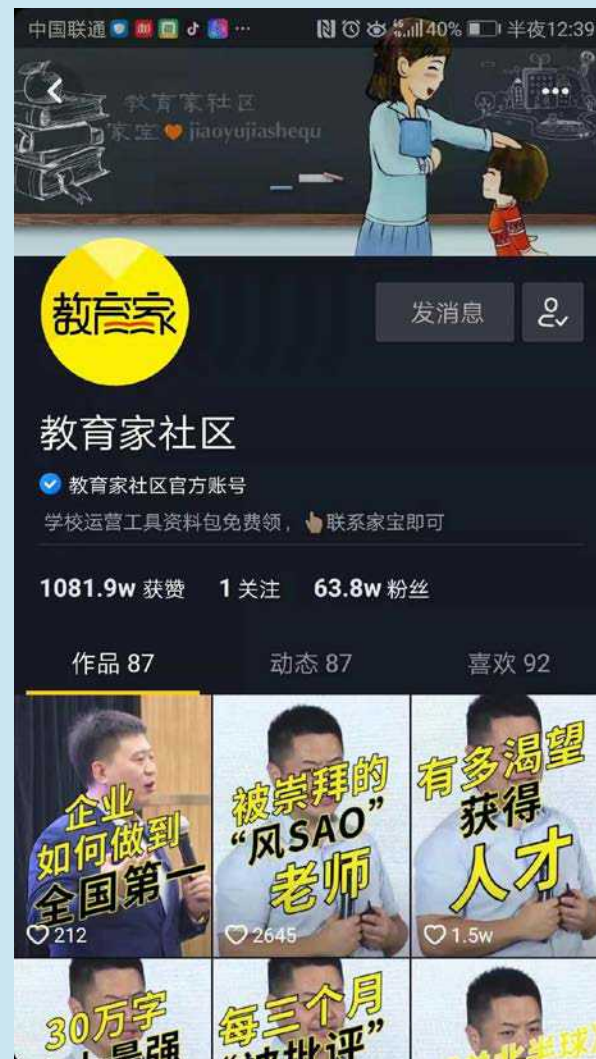 中国联通 ··· 40% 半夜12:39
教育家社区
家宝🧡jiaoyujiashequ
教育家
发消息
教育家社区
教育家社区官方账号
学校运营工具资料包免费领，👆🏽联系家宝即可
1081.9w 获赞 1 关注 63.8w 粉丝
作品 87 动态 87 喜欢 92
企业
如何做到
全国第一
212
被崇拜的
“风SAO”
老师
2645
有多渴望
获得
人才
1.5w
30万字
最强
每三个月
“被批评”